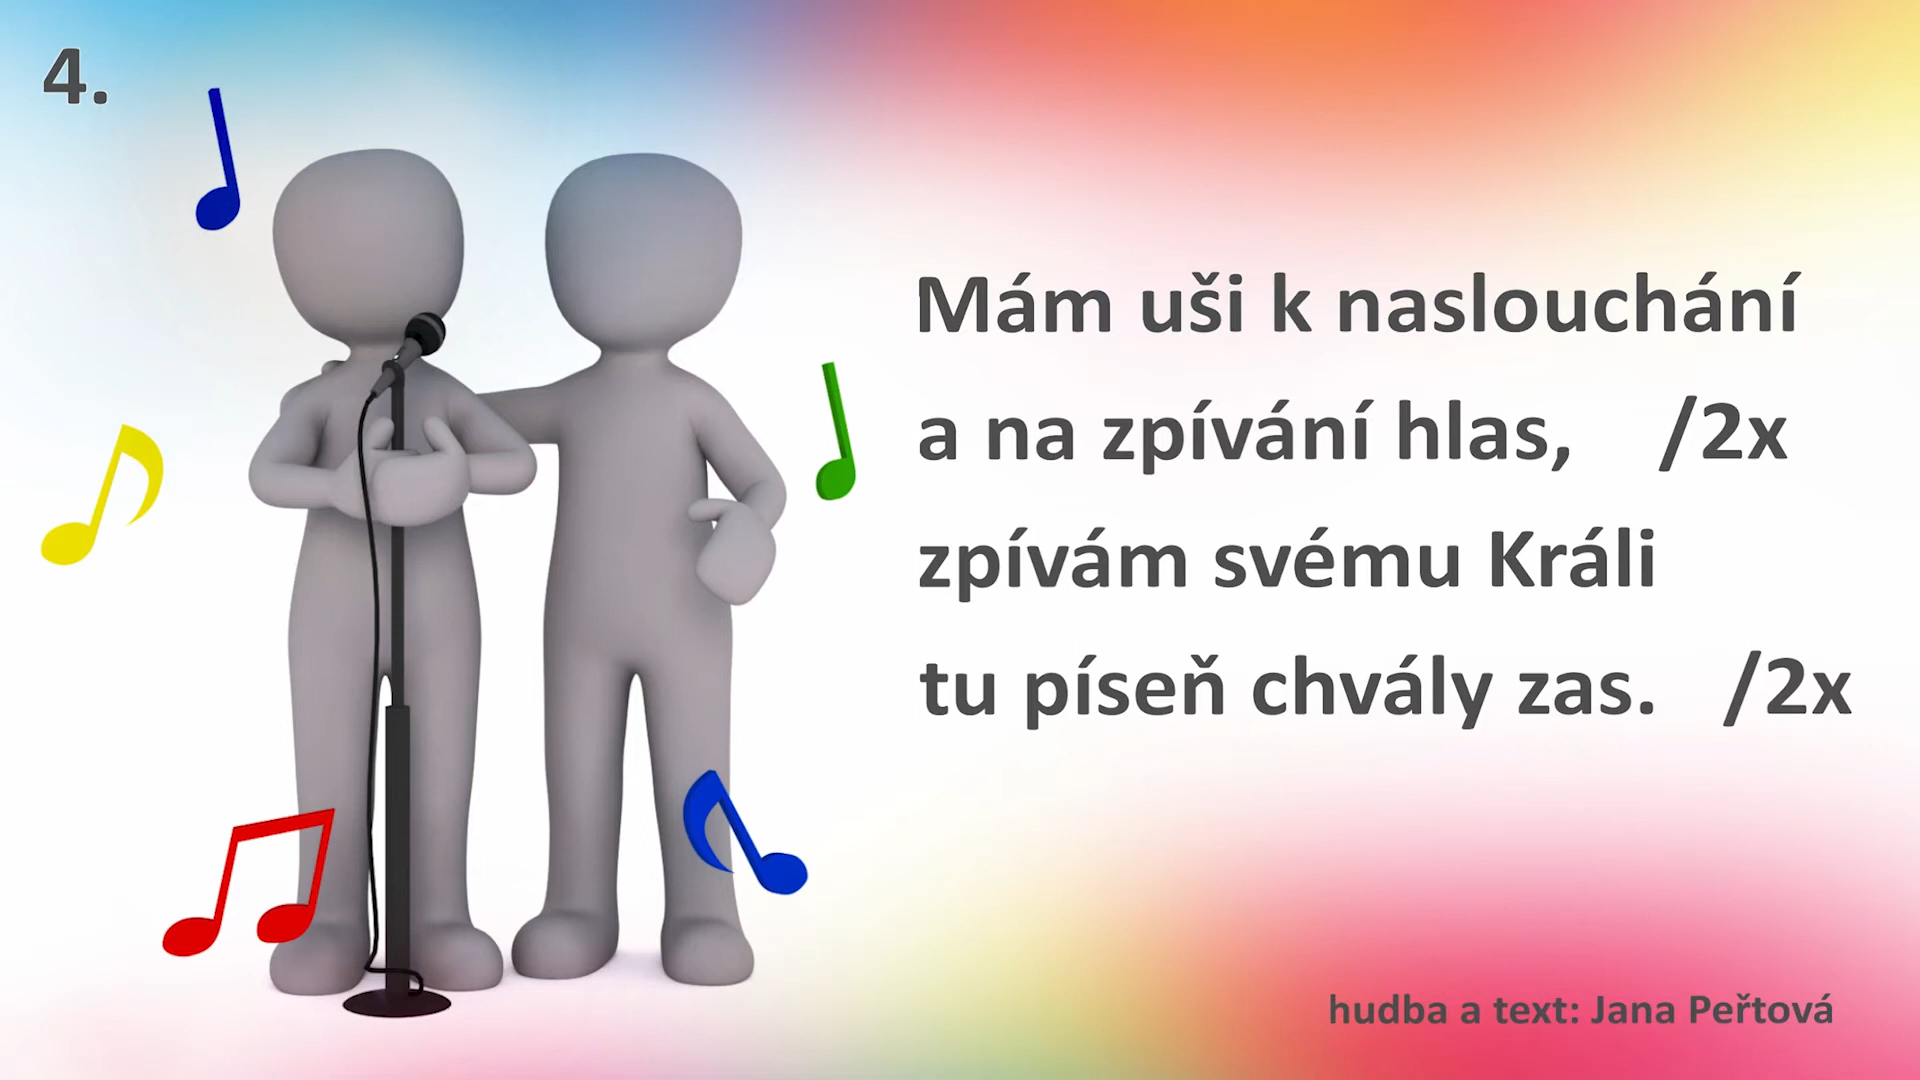 4.
Mám uši k naslouchání
a na zpívání hlas, /2x
zpívám svému Králi
tu píseň chvály zas. /2x
hudba a text: Jana Peřtová